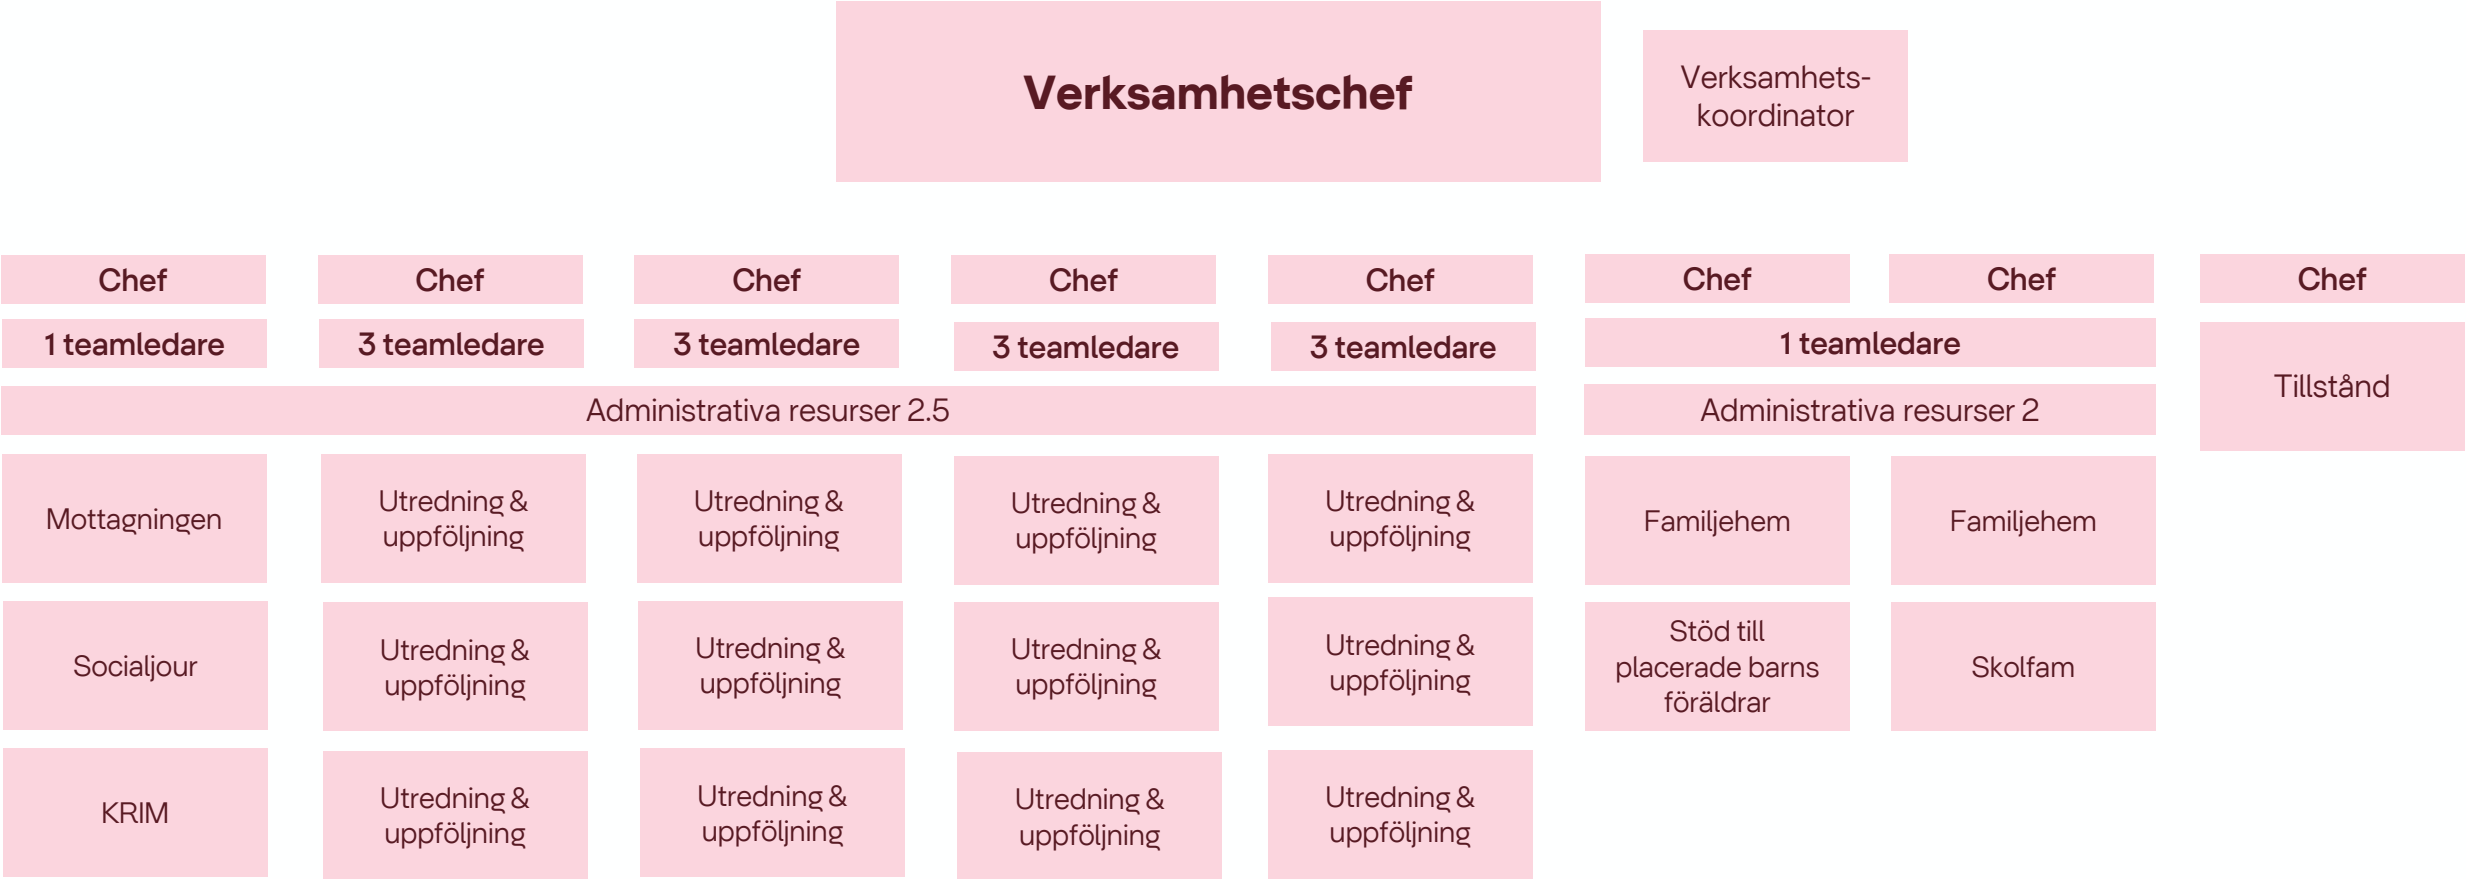 Verksamhetschef
Verksamhets-
koordinator
Chef
Chef
Chef
Chef
Chef
Chef
Chef
Chef
1 teamledare
3 teamledare
3 teamledare
3 teamledare
3 teamledare
1 teamledare
Tillstånd
Administrativa resurser 2.5
Administrativa resurser 2
Mottagningen
Utredning &
uppföljning
Utredning &
uppföljning
Utredning &
uppföljning
Utredning &
uppföljning
Familjehem
Familjehem
Socialjour
Utredning &
uppföljning
Utredning &
uppföljning
Utredning &
uppföljning
Utredning &
uppföljning
Stöd till
placerade barns
föräldrar
Skolfam
KRIM
Utredning &
uppföljning
Utredning &
uppföljning
Utredning &
uppföljning
Utredning &
uppföljning